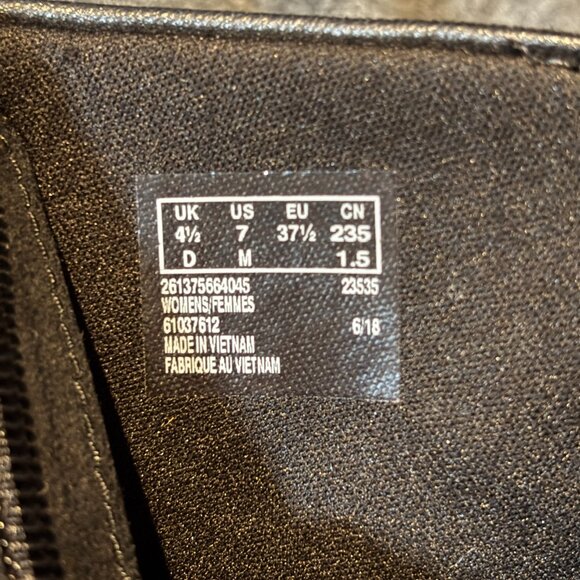 UK US EU CN
4½ 7 37½ 235
D M 1.5
261375664045 23535
WOMENS/FEMMES
61037612 6/18
MADE IN VIETNAM
FABRIQUE AU VIETNAM